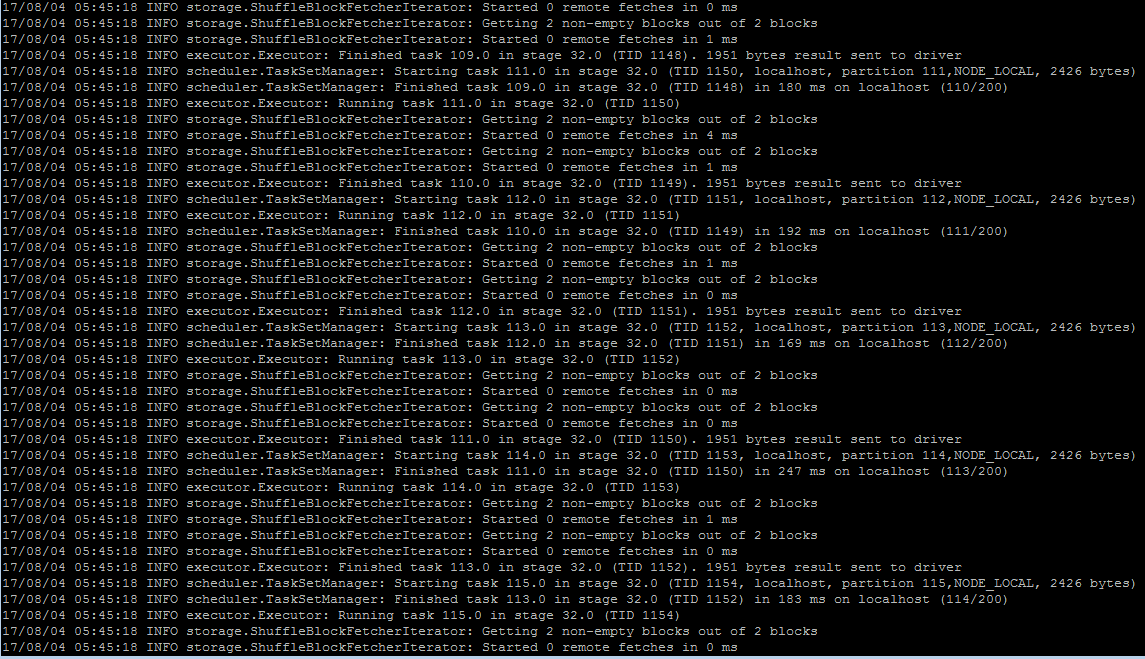 17/08/04 05:45:18 INFO storage.ShuffleBlockFetcherIterator: Started 0 remote fetches in 0 ms
17/08/04 05:45:18 INFO storage.ShuffleBlockFetcherIterator: Getting 2 non-empty blocks out of 2 blocks
17/08/04 05:45:18 INFO storage.ShuffleBlockFetcherIterator: Started 0 remote fetches in 1 ms
17/08/04 05:45:18 INFO executor.Executor: Finished task 109.0 in stage 32.0 (TID 1148). 1951 bytes result sent to driver
17/08/04 05:45:18 INFO scheduler.TaskSetManager: Starting task 111.0 in stage 32.0 (TID 1150, localhost, partition 111,NODE_LOCAL, 2426 bytes)
17/08/04 05:45:18 INFO scheduler.TaskSetManager: Finished task 109.0 in stage 32.0 (TID 1148) in 180 ms on localhost (110/200)
17/08/04 05:45:18 INFO executor.Executor: Running task 111.0 in stage 32.0 (TID 1150)
17/08/04 05:45:18 INFO storage.ShuffleBlockFetcherIterator: Getting 2 non-empty blocks out of 2 blocks
17/08/04 05:45:18 INFO storage.ShuffleBlockFetcherIterator: Started 0 remote fetches in 4 ms
17/08/04 05:45:18 INFO storage.ShuffleBlockFetcherIterator: Getting 2 non-empty blocks out of 2 blocks
17/08/04 05:45:18 INFO storage.ShuffleBlockFetcherIterator: Started 0 remote fetches in 1 ms
17/08/04 05:45:18 INFO executor.Executor: Finished task 110.0 in stage 32.0 (TID 1149). 1951 bytes result sent to driver
17/08/04 05:45:18 INFO scheduler.TaskSetManager: Starting task 112.0 in stage 32.0 (TID 1151, localhost, partition 112,NODE_LOCAL, 2426 bytes)
17/08/04 05:45:18 INFO executor.Executor: Running task 112.0 in stage 32.0 (TID 1151)
17/08/04 05:45:18 INFO scheduler.TaskSetManager: Finished task 110.0 in stage 32.0 (TID 1149) in 192 ms on localhost (111/200)
17/08/04 05:45:18 INFO storage.ShuffleBlockFetcherIterator: Getting 2 non-empty blocks out of 2 blocks
17/08/04 05:45:18 INFO storage.ShuffleBlockFetcherIterator: Started 0 remote fetches in 1 ms
17/08/04 05:45:18 INFO storage.ShuffleBlockFetcherIterator: Getting 2 non-empty blocks out of 2 blocks
17/08/04 05:45:18 INFO storage.ShuffleBlockFetcherIterator: Started 0 remote fetches in 0 ms
17/08/04 05:45:18 INFO executor.Executor: Finished task 112.0 in stage 32.0 (TID 1151). 1951 bytes result sent to driver
17/08/04 05:45:18 INFO scheduler.TaskSetManager: Starting task 113.0 in stage 32.0 (TID 1152, localhost, partition 113,NODE_LOCAL, 2426 bytes)
17/08/04 05:45:18 INFO scheduler.TaskSetManager: Finished task 112.0 in stage 32.0 (TID 1151) in 169 ms on localhost (112/200)
17/08/04 05:45:18 INFO executor.Executor: Running task 113.0 in stage 32.0 (TID 1152)
17/08/04 05:45:18 INFO storage.ShuffleBlockFetcherIterator: Getting 2 non-empty blocks out of 2 blocks
17/08/04 05:45:18 INFO storage.ShuffleBlockFetcherIterator: Started 0 remote fetches in 0 ms
17/08/04 05:45:18 INFO storage.ShuffleBlockFetcherIterator: Getting 2 non-empty blocks out of 2 blocks
17/08/04 05:45:18 INFO storage.ShuffleBlockFetcherIterator: Started 0 remote fetches in 0 ms
17/08/04 05:45:18 INFO executor.Executor: Finished task 111.0 in stage 32.0 (TID 1150). 1951 bytes result sent to driver
17/08/04 05:45:18 INFO scheduler.TaskSetManager: Starting task 114.0 in stage 32.0 (TID 1153, localhost, partition 114,NODE_LOCAL, 2426 bytes)
17/08/04 05:45:18 INFO scheduler.TaskSetManager: Finished task 111.0 in stage 32.0 (TID 1150) in 247 ms on localhost (113/200)
17/08/04 05:45:18 INFO executor.Executor: Running task 114.0 in stage 32.0 (TID 1153)
17/08/04 05:45:18 INFO storage.ShuffleBlockFetcherIterator: Getting 2 non-empty blocks out of 2 blocks
17/08/04 05:45:18 INFO storage.ShuffleBlockFetcherIterator: Started 0 remote fetches in 1 ms
17/08/04 05:45:18 INFO storage.ShuffleBlockFetcherIterator: Getting 2 non-empty blocks out of 2 blocks
17/08/04 05:45:18 INFO storage.ShuffleBlockFetcherIterator: Started 0 remote fetches in 0 ms
17/08/04 05:45:18 INFO executor.Executor: Finished task 113.0 in stage 32.0 (TID 1152). 1951 bytes result sent to driver
17/08/04 05:45:18 INFO scheduler.TaskSetManager: Starting task 115.0 in stage 32.0 (TID 1154, localhost, partition 115,NODE_LOCAL, 2426 bytes)
17/08/04 05:45:18 INFO scheduler.TaskSetManager: Finished task 113.0 in stage 32.0 (TID 1152) in 183 ms on localhost (114/200)
17/08/04 05:45:18 INFO executor.Executor: Running task 115.0 in stage 32.0 (TID 1154)
17/08/04 05:45:18 INFO storage.ShuffleBlockFetcherIterator: Getting 2 non-empty blocks out of 2 blocks
17/08/04 05:45:18 INFO storage.ShuffleBlockFetcherIterator: Started 0 remote fetches in 0 ms